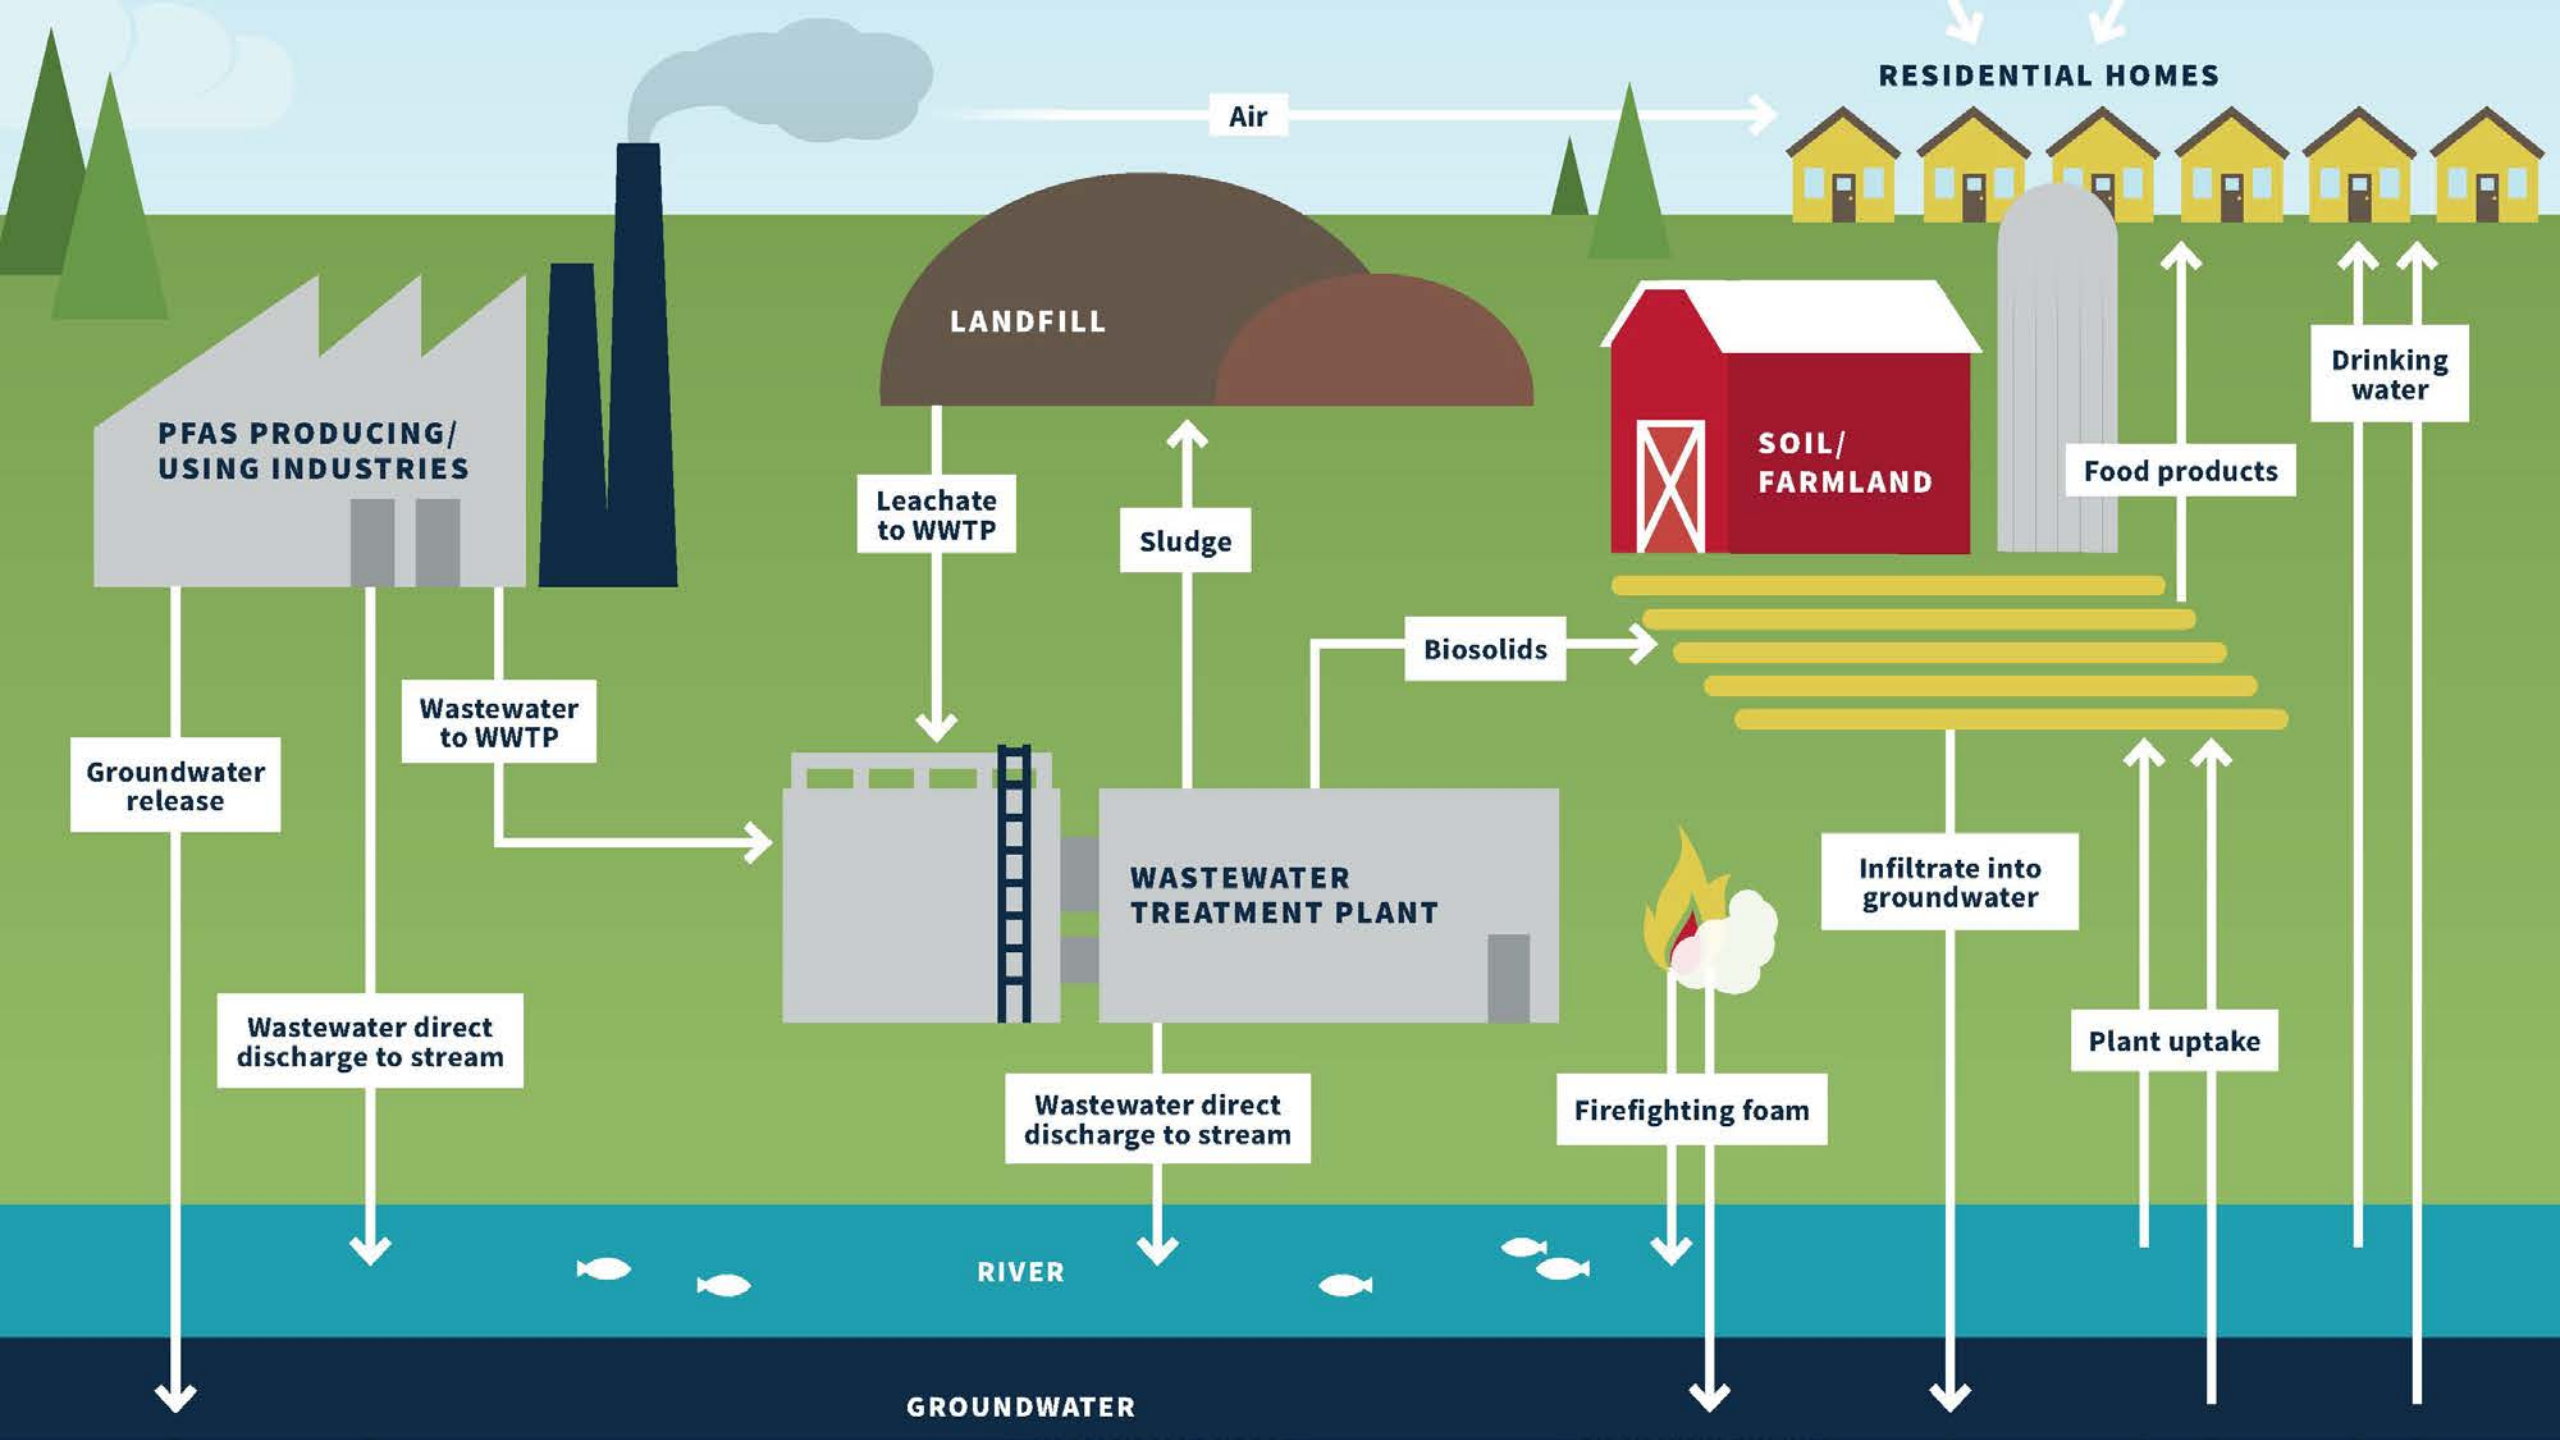 RESIDENTIAL HOMES
Air
LANDFILL
Drinking
water
PFAS PRODUCING/
USING INDUSTRIES
SOIL/
FARMLAND
Food products
Leachate
to WWTP
Sludge
Biosolids
Wastewater
to WWTP
Groundwater
release
WASTEWATER
TREATMENT PLANT
Infiltrate into
groundwater
Wastewater direct
discharge to stream
Plant uptake
Wastewater direct
discharge to stream
Firefighting foam
RIVER
GROUNDWATER